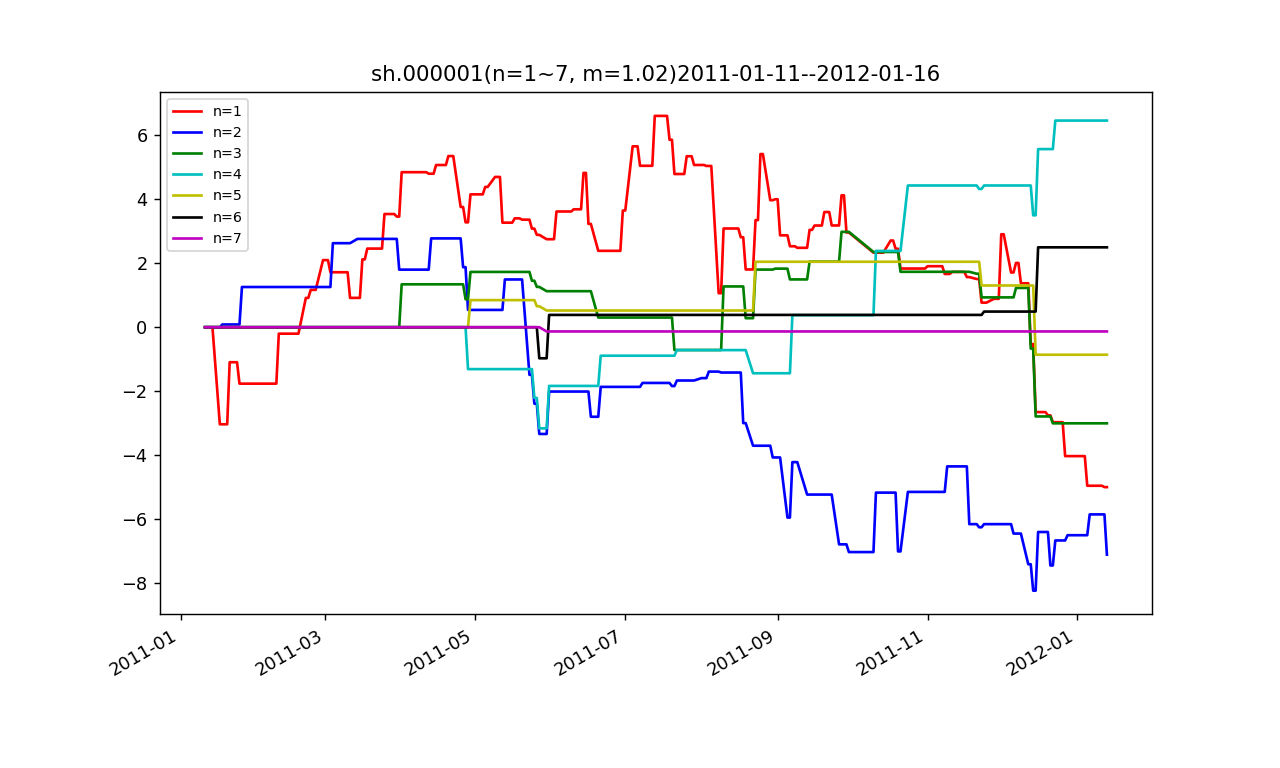 sh.000001(n=1~7, m=1.02)2011-01-11--2012-01-16
n=1
n=2
n=3
n=4
n=5
n=6
n=7
6
4
2
0
−2
−4
−6
−8
2011-01
2011-03
2011-05
2011-07
2011-09
2011-11
2012-01